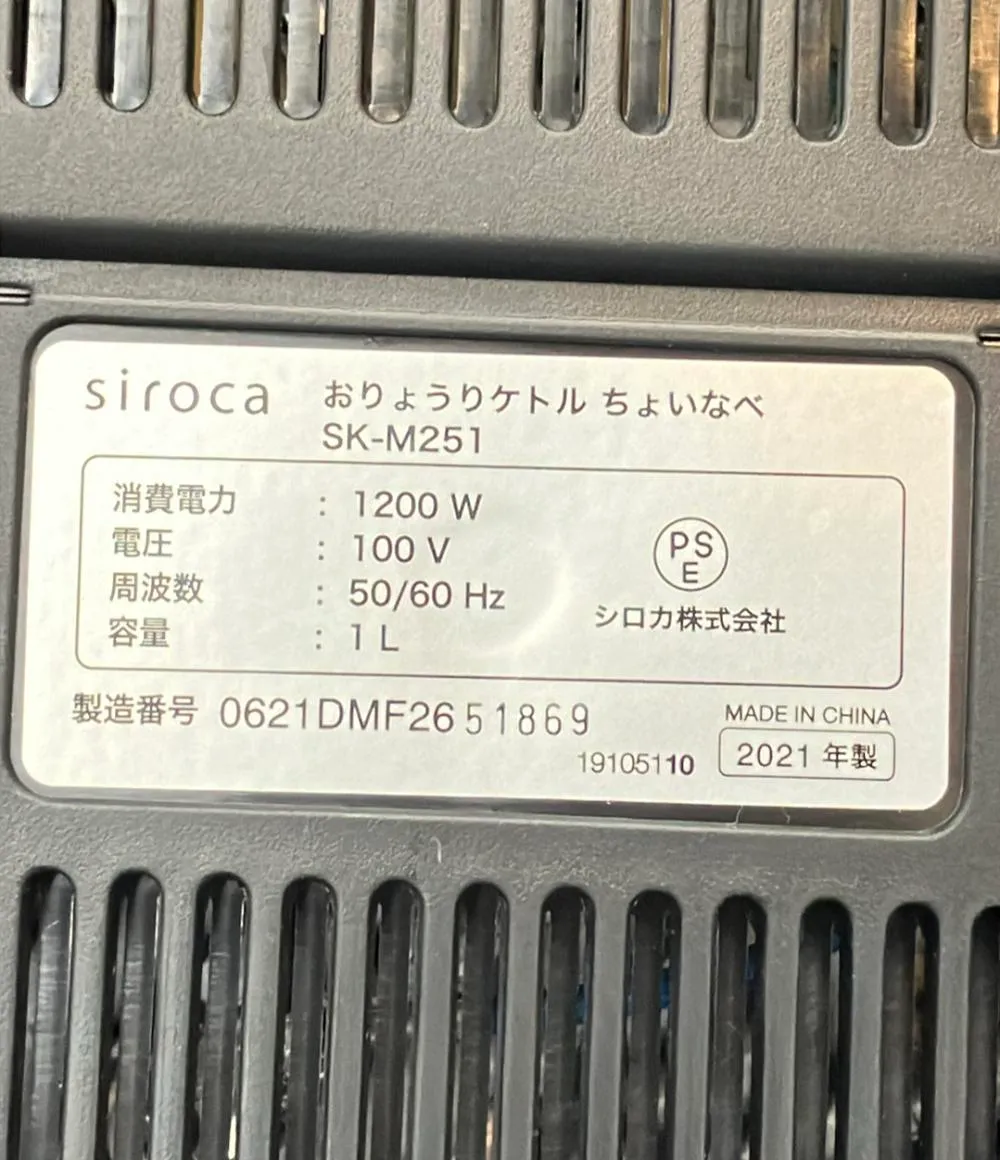 siroca おりょうりケトル ちょいなべ
SK-M251
消費電力 : 1200 W
電圧 : 100 V
周波数 : 50/60 Hz
容量 : 1 L
PS
E
シロカ株式会社
製造番号 0621DMF2651869
MADE IN CHINA
19105110
2021 年製